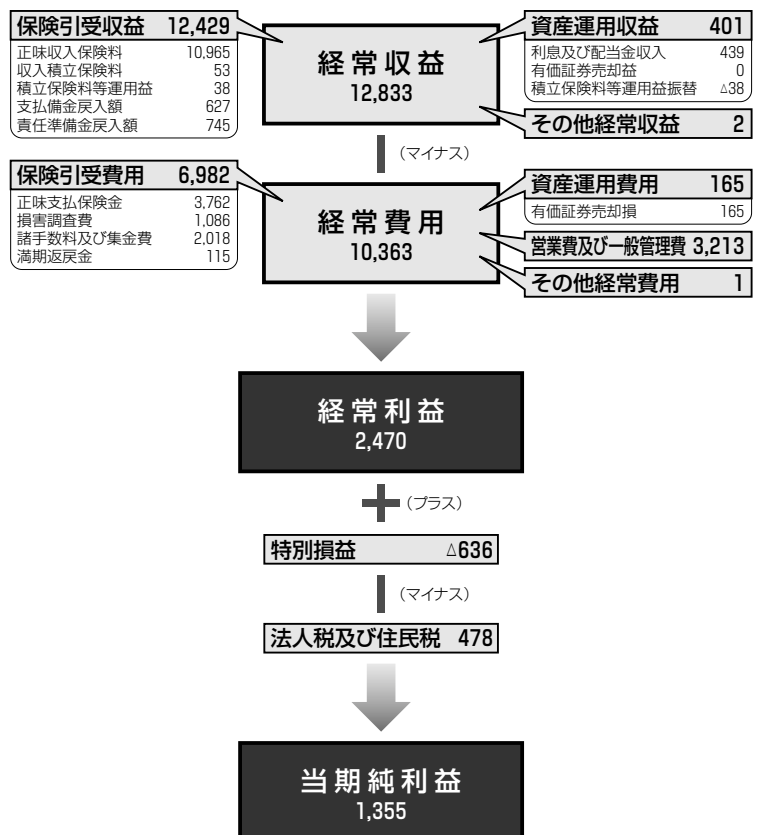 保険引受収益 12,429
正味収入保険料 10,965
収入積立保険料 53
積立保険料等運用益 38
支払備金戻入額 627
責任準備金戻入額 745
経常収益
12,833
資産運用収益 401
利息及び配当金収入 439
有価証券売却益 0
積立保険料等運用益振替 △38
その他経常収益 2
(マイナス)
保険引受費用 6,982
正味支払保険金 3,762
損害調査費 1,086
諸手数料及び集金費 2,018
満期返戻金 115
経常費用
10,363
資産運用費用 165
有価証券売却損 165
営業費及び一般管理費 3,213
その他経常費用 1
経常利益
2,470
(プラス)
特別損益 △636
(マイナス)
法人税及び住民税 478
当期純利益
1,355